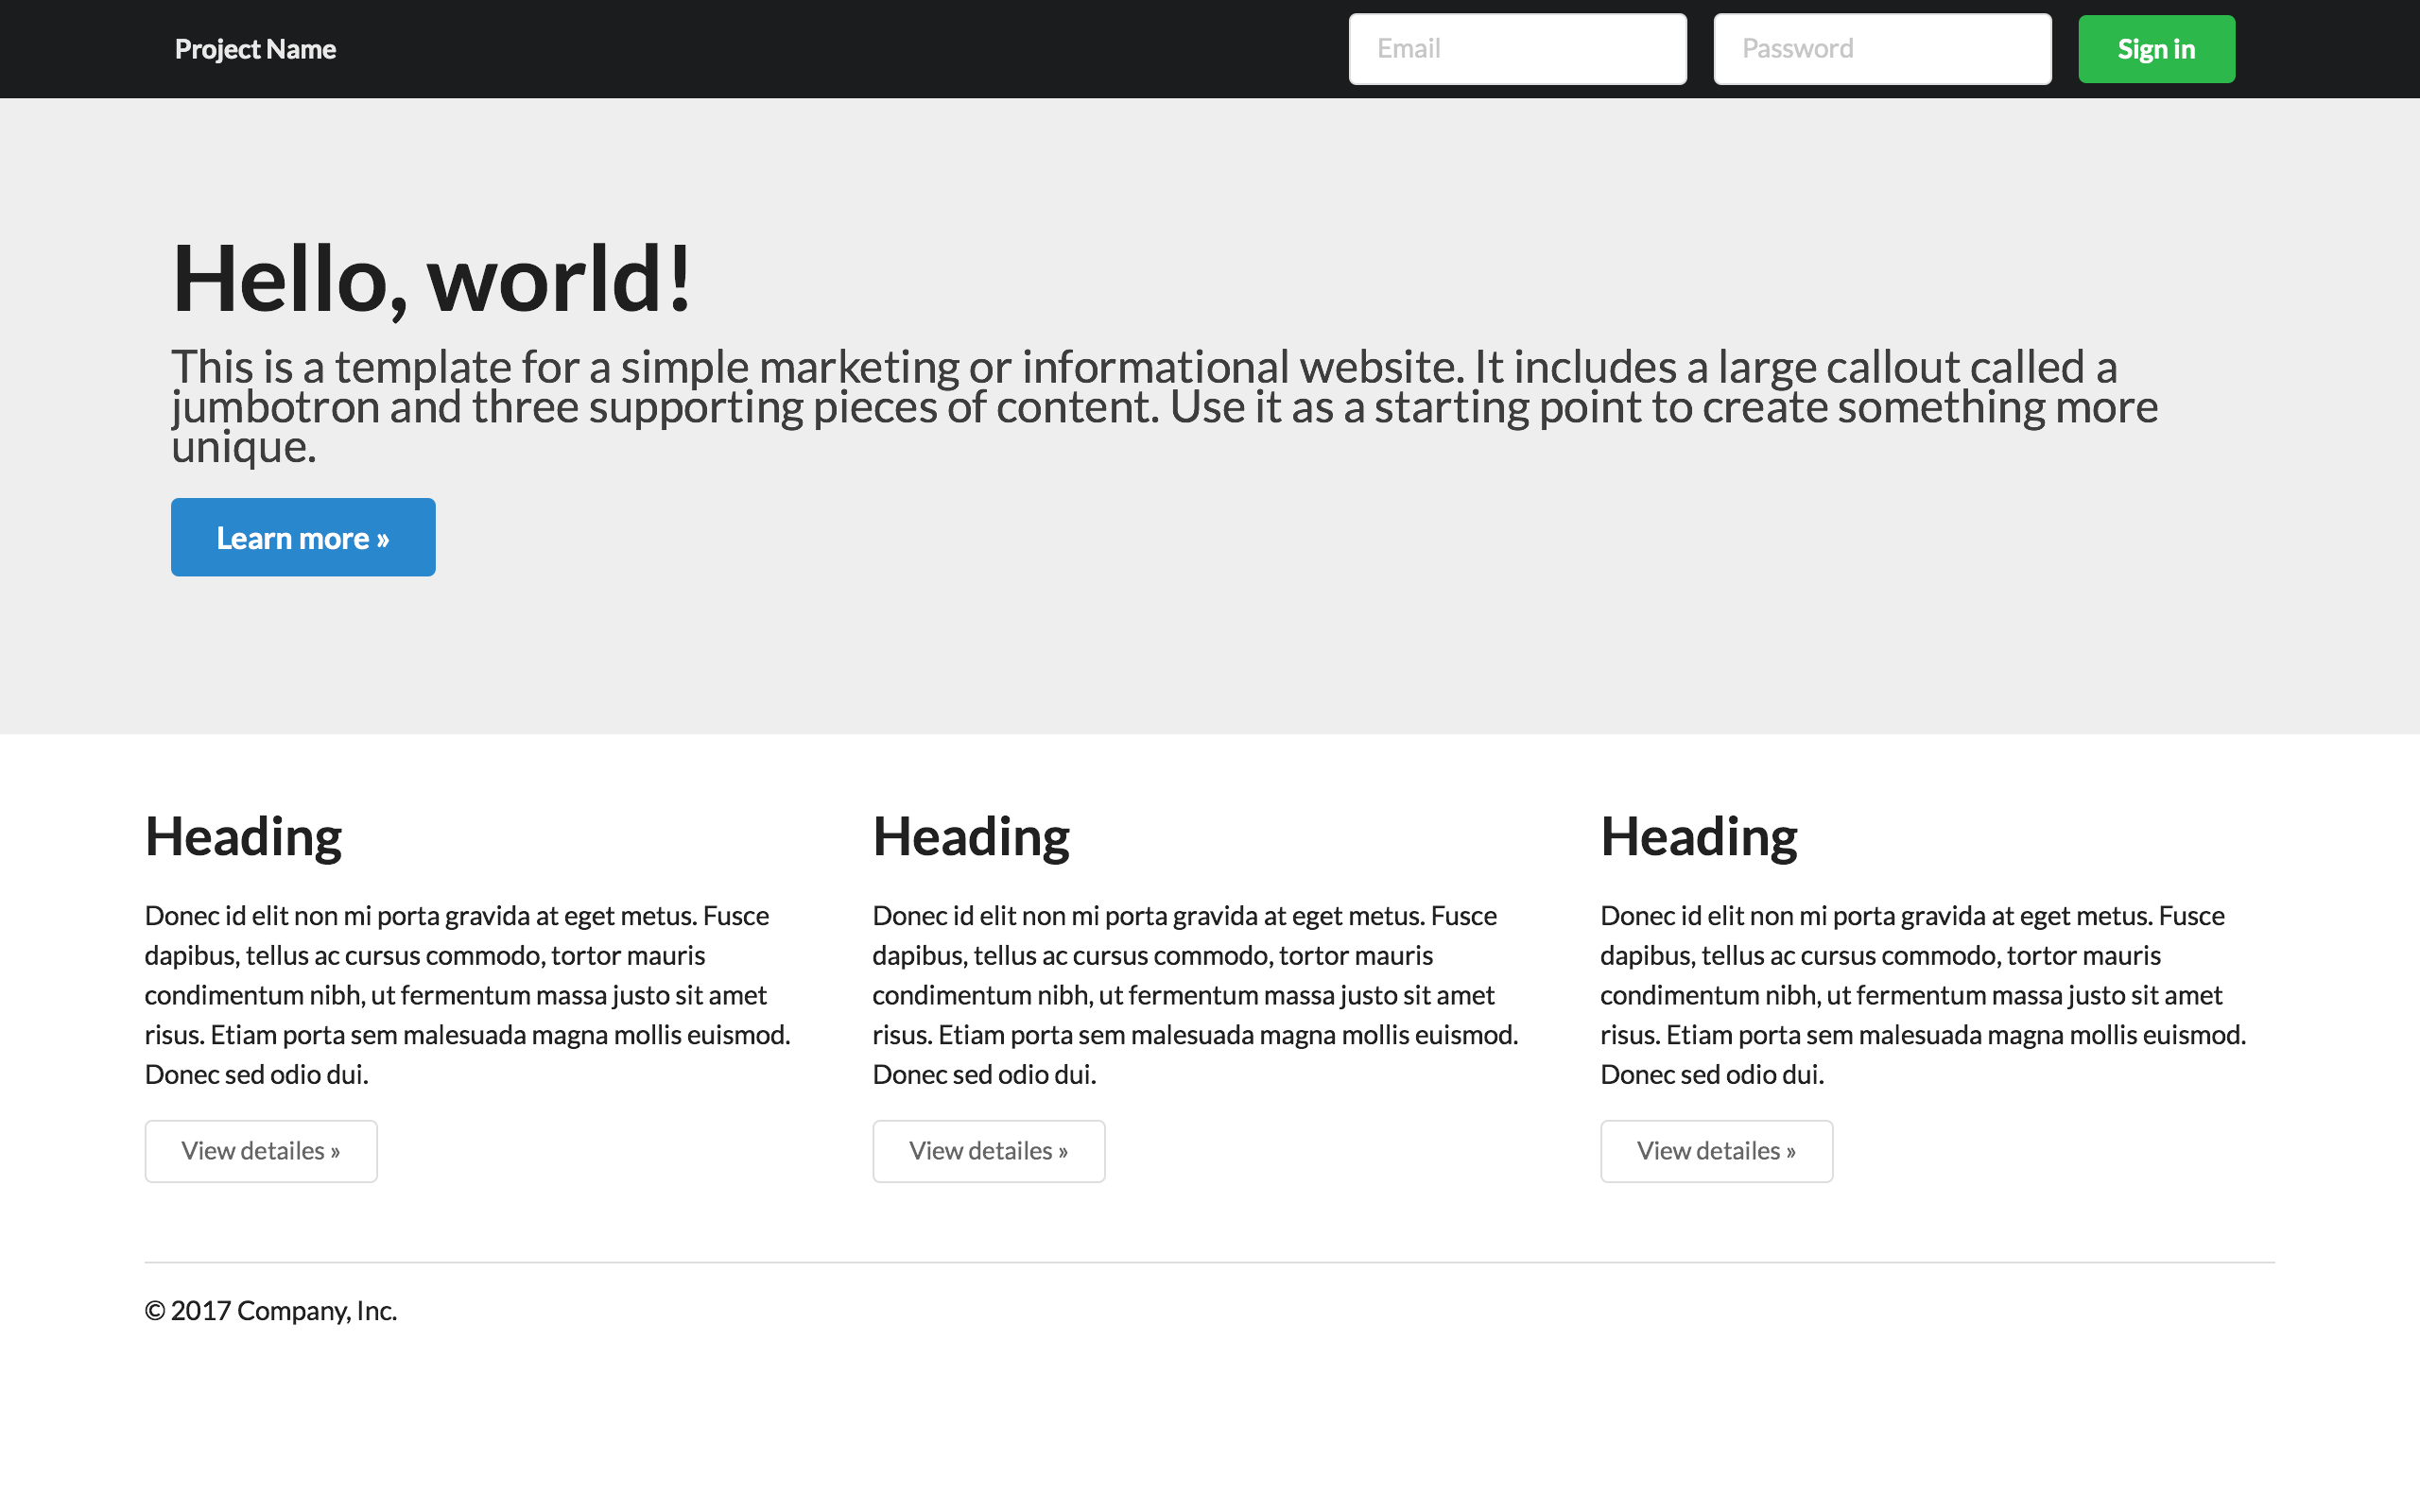 Project Name
Email
Password
Sign in
Hello, world!
This is a template for a simple marketing or informational website. It includes a large callout called a
jumbotron and three supporting pieces of content. Use it as a starting point to create something more
unique.
Learn more »
Heading
Donec id elit non mi porta gravida at eget metus. Fusce
dapibus, tellus ac cursus commodo, tortor mauris
condimentum nibh, ut fermentum massa justo sit amet
risus. Etiam porta sem malesuada magna mollis euismod.
Donec sed odio dui.
View detailes »
Heading
Donec id elit non mi porta gravida at eget metus. Fusce
dapibus, tellus ac cursus commodo, tortor mauris
condimentum nibh, ut fermentum massa justo sit amet
risus. Etiam porta sem malesuada magna mollis euismod.
Donec sed odio dui.
View detailes »
Heading
Donec id elit non mi porta gravida at eget metus. Fusce
dapibus, tellus ac cursus commodo, tortor mauris
condimentum nibh, ut fermentum massa justo sit amet
risus. Etiam porta sem malesuada magna mollis euismod.
Donec sed odio dui.
View detailes »
© 2017 Company, Inc.